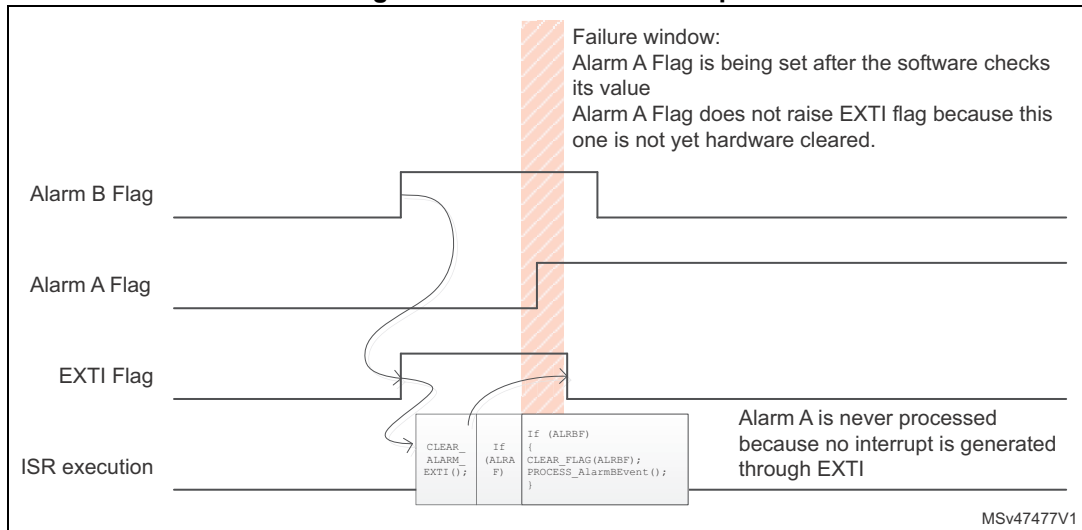 Failure window:
Alarm A Flag is being set after the software checks
its value
Alarm A Flag does not raise EXTI flag because this
one is not yet hardware cleared.
Alarm B Flag
Alarm A Flag
EXTI Flag
Alarm A is never processed
because no interrupt is generated
through EXTI
ISR execution
CLEAR_
ALARM_
EXTI();
If
(ALRA
F)
If (ALRBF)
{
CLEAR_FLAG(ALRBF);
PROCESS_AlarmBEvent();
}
MSv47477V1